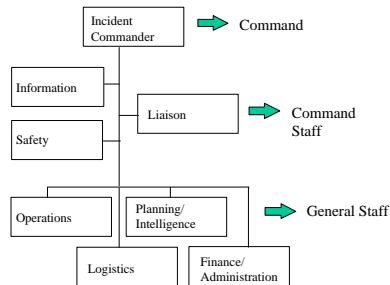 Incident
Commander
Command
Information
Liaison
Command
Staff
Safety
Operations
Planning/
Intelligence
General Staff
Logistics
Finance/
Administration